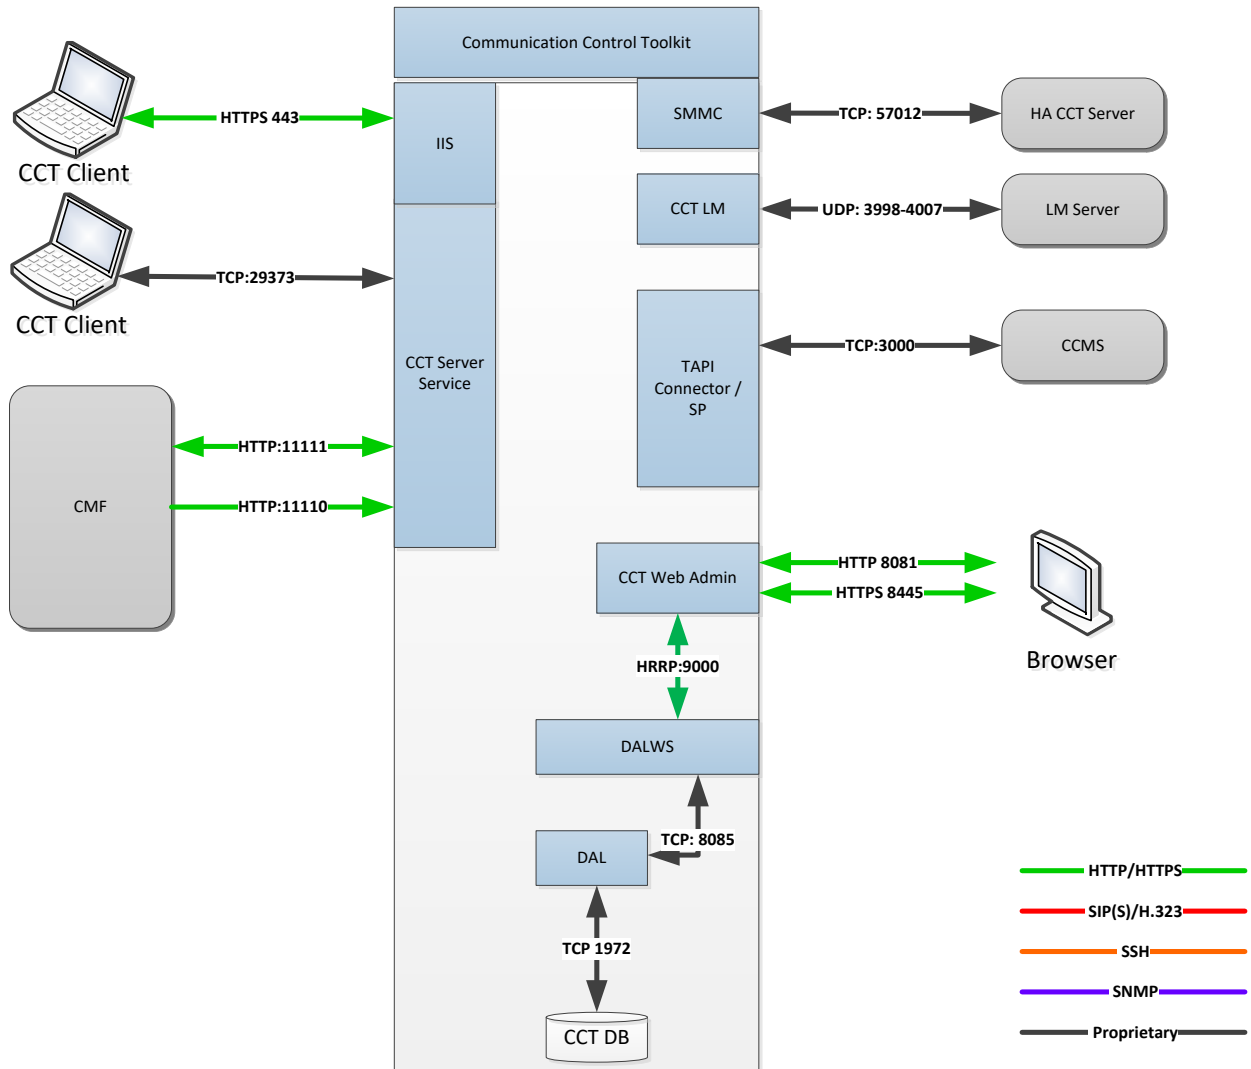 Communication Control Toolkit
SMMC
TCP: 57012
HA CCT Server
HTTPS 443
IIS
CCT Client
CCT LM
UDP: 3998-4007
LM Server
TCP:29373
CCT Client
CCT Server
Service
TAPI
Connector /
SP
TCP:3000
CCMS
CMF
HTTP:11111
HTTP:11110
CCT Web Admin
HTTP 8081
HTTPS 8445
Browser
HRRP:9000
DALWS
TCP: 8085
DAL
TCP 1972
CCT DB
HTTP/HTTPS
SIP(S)/H.323
SSH
SNMP
Proprietary